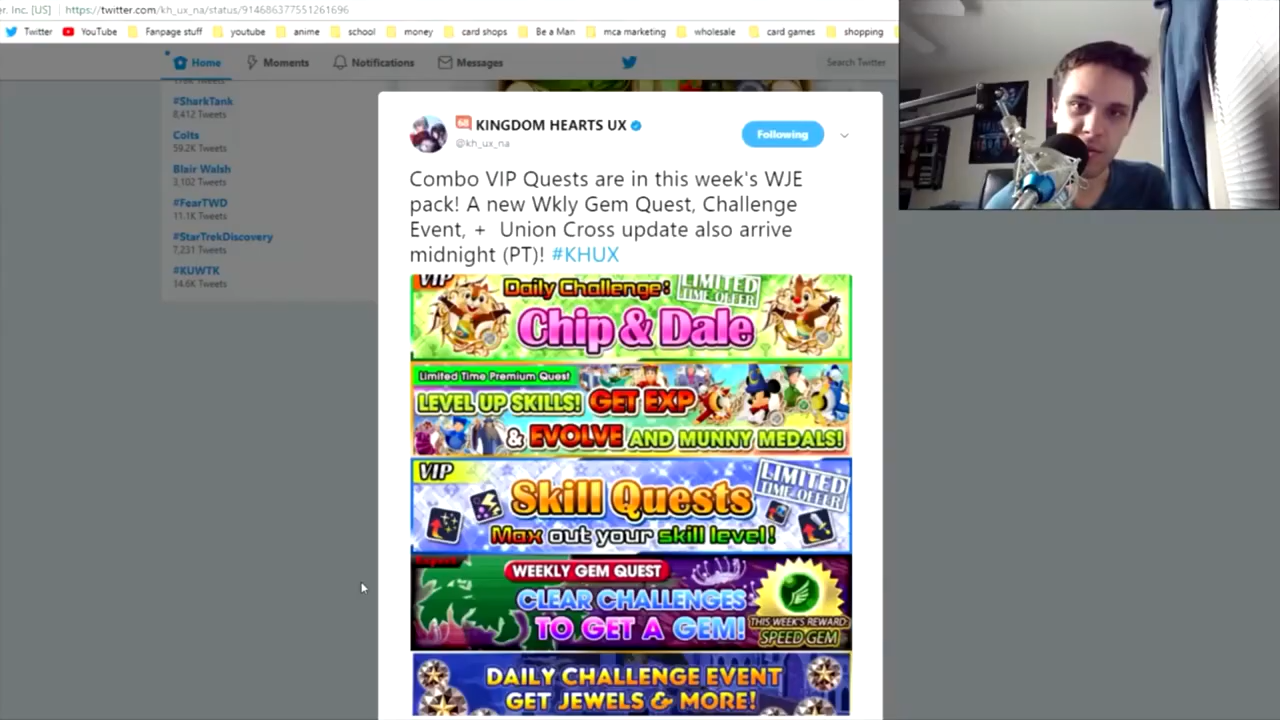 r. Inc. [US] https://twitter.com/kh_ux_na/status/914686377551261696
Twitter YouTube Fanpage stuff youtube anime school money card shops Be a Man mca marketing wholesale card games shopping
Home Moments Notifications Messages Search Twitter
#SharkTank
8,412 Tweets
Colts
59.2K Tweets
Blair Walsh
3,102 Tweets
#FearTWD
11.1K Tweets
#StarTrekDiscovery
7,231 Tweets
#KUWTK
14.6K Tweets
KINGDOM HEARTS UX
@kh_ux_na
Following
Combo VIP Quests are in this week's WJE
pack! A new Wkly Gem Quest, Challenge
Event, + Union Cross update also arrive
midnight (PT)! #KHUX
VIP
Daily Challenge:
LIMITED
TIME OFFER
Chip & Dale
Limited Time Premium Quest
LEVEL UP SKILLS! GET EXP
& EVOLVE AND MUNNY MEDALS!
VIP
LIMITED
TIME OFFER
Skill Quests
Max out your skill level!
WEEKLY GEM QUEST
CLEAR CHALLENGES
TO GET A GEM!
THIS WEEK'S REWARD:
SPEED GEM
DAILY CHALLENGE EVENT
GET JEWELS & MORE!